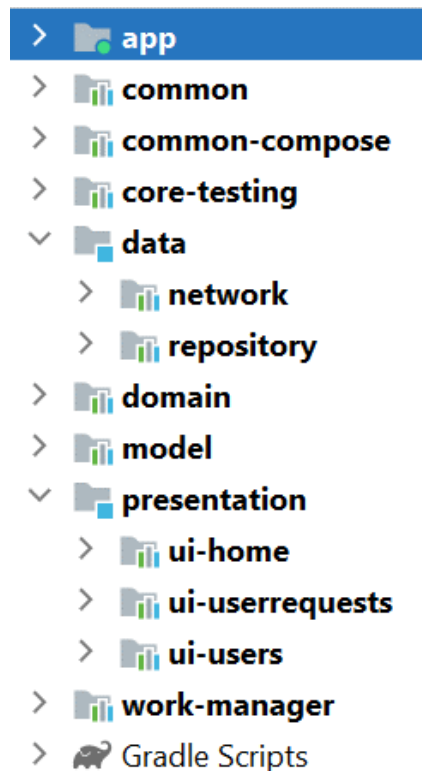 app
common
common-compose
core-testing
data
network
repository
domain
model
presentation
ui-home
ui-userrequests
ui-users
work-manager
Gradle Scripts